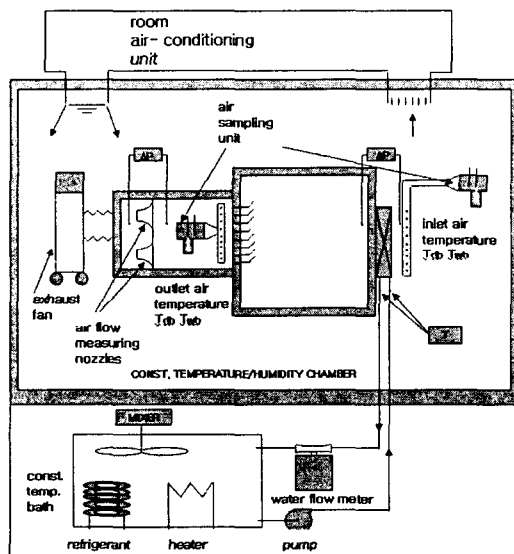 room
air-conditioning
unit
air
sampling
unit
ΔP
ΔP
inlet air
temperature
Tdb Twb
exhaust
fan
air flow
measuring
nozzles
outlet air
temperature
Tdb Twb
T
CONST, TEMPERATURE/HUMIDITY CHAMBER
MIXER
const.
temp.
bath
water flow meter
refrigerant
heater
pump